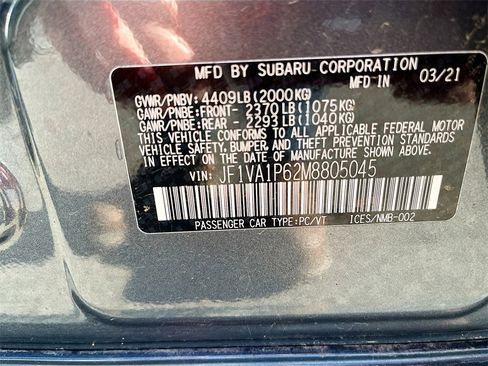 MFD BY SUBARU CORPORATION
MFD IN 03/21
GVWR/PNBV: 4409LB(2000KG)
GAWR/PNBE:FRONT- 2370LB(1075KG)
GAWR/PNBE:REAR - 2293LB(1040KG)
THIS VEHICLE CONFORMS TO ALL APPLICABLE FEDERAL MOTOR
VEHICLE SAFETY, BUMPER, AND THEFT PREVENTION STANDARDS
IN EFFECT ON THE DATE OF MANUFACTURE SHOWN ABOVE.
VIN: JF1VA1P62M8805045
PASSENGER CAR TYPE:PC/VT ICES/NMB-002